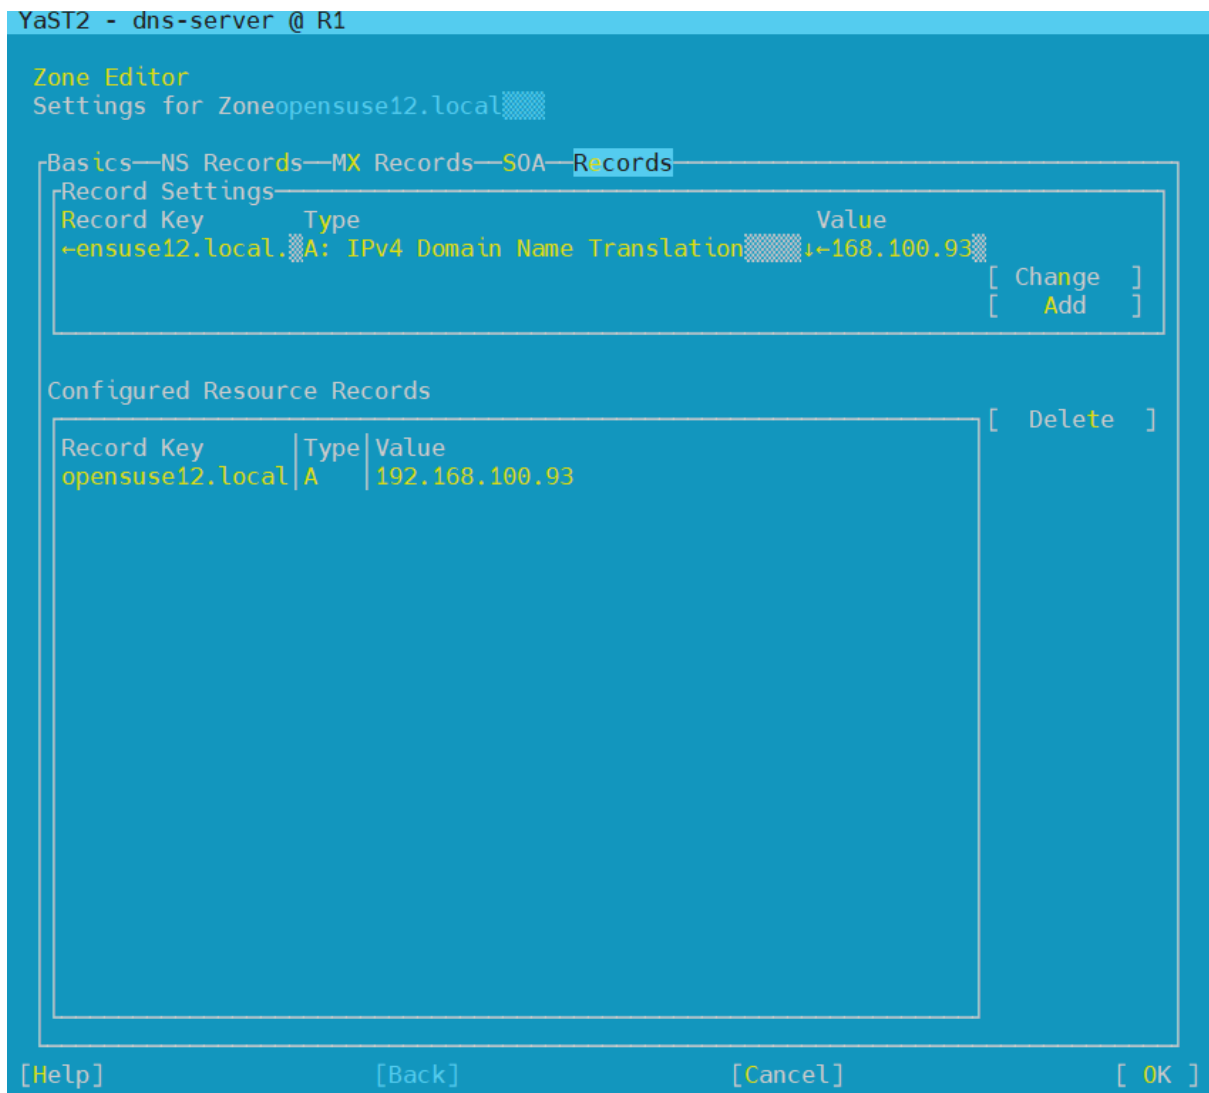 YaST2 - dns-server @ R1
Zone Editor
Settings for Zoneopensuse12.local
Basics NS Records MX Records SOA Records
Record Settings
Record Key Type Value
←ensuse12.local. A: IPv4 Domain Name Translation ↓←168.100.93
[ Change ]
[ Add ]
Configured Resource Records
[ Delete ]
Record Key Type Value
opensuse12.local A 192.168.100.93
[Help] [Back] [Cancel] [ OK ]